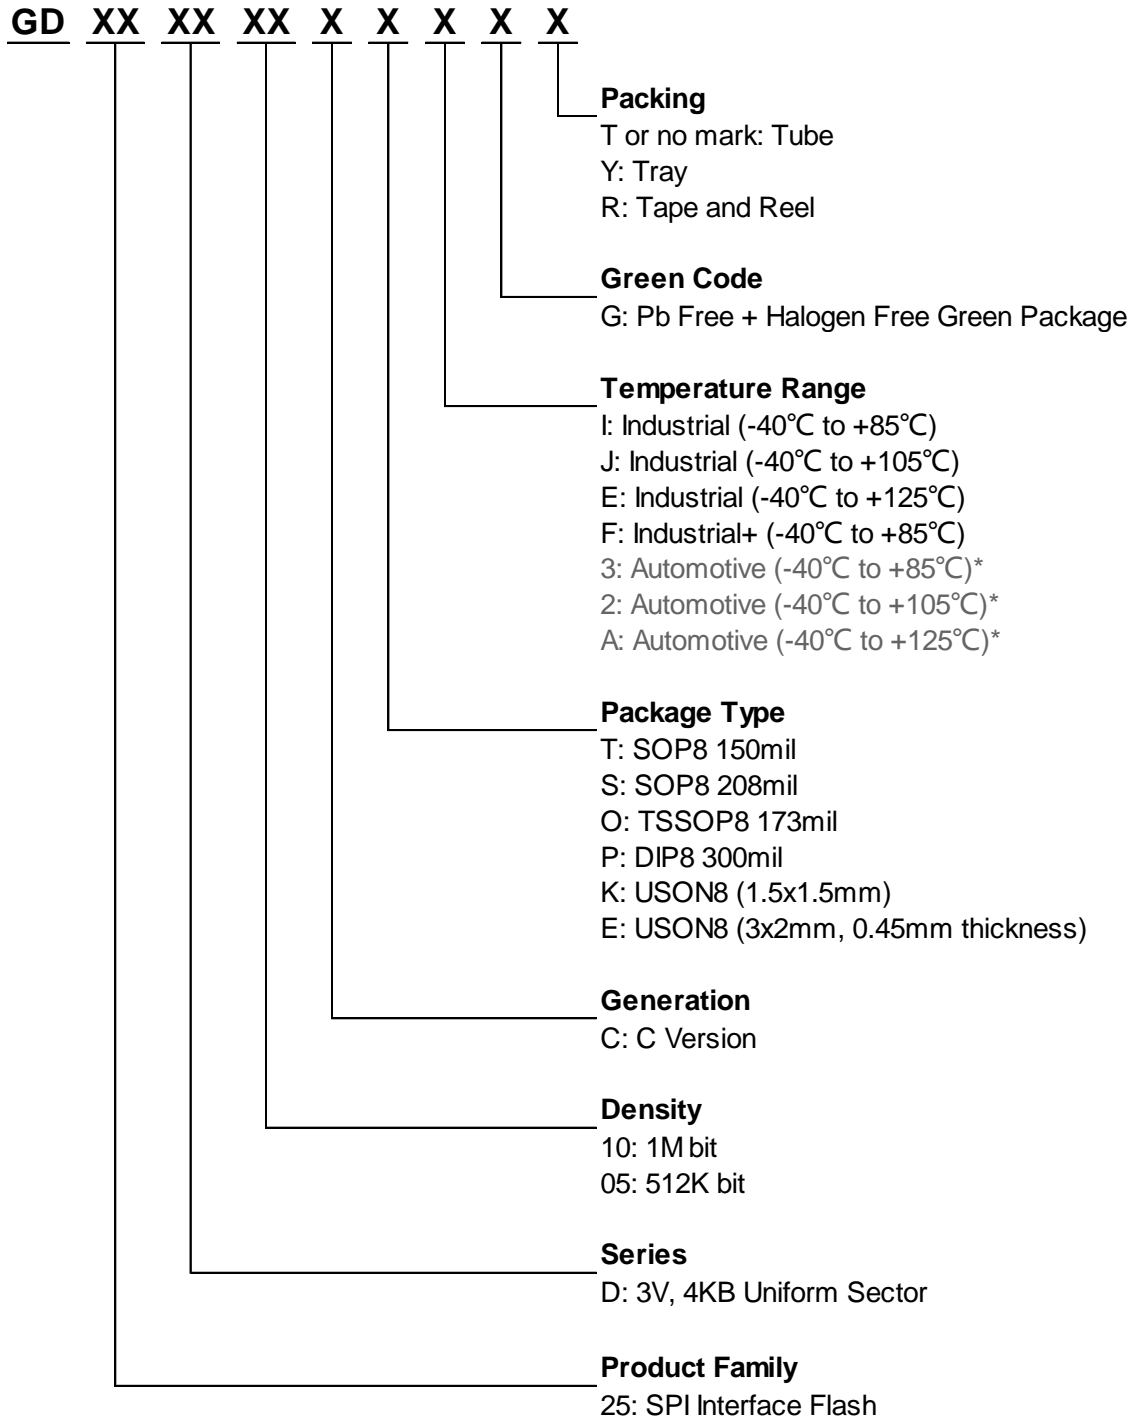 GD XX XX XX X X X X X
Packing
T or no mark: Tube
Y: Tray
R: Tape and Reel
Green Code
G: Pb Free + Halogen Free Green Package
Temperature Range
I: Industrial (-40℃ to +85℃)
J: Industrial (-40℃ to +105℃)
E: Industrial (-40℃ to +125℃)
F: Industrial+ (-40℃ to +85℃)
3: Automotive (-40℃ to +85℃)*
2: Automotive (-40℃ to +105℃)*
A: Automotive (-40℃ to +125℃)*
Package Type
T: SOP8 150mil
S: SOP8 208mil
O: TSSOP8 173mil
P: DIP8 300mil
K: USON8 (1.5x1.5mm)
E: USON8 (3x2mm, 0.45mm thickness)
Generation
C: C Version
Density
10: 1M bit
05: 512K bit
Series
D: 3V, 4KB Uniform Sector
Product Family
25: SPI Interface Flash